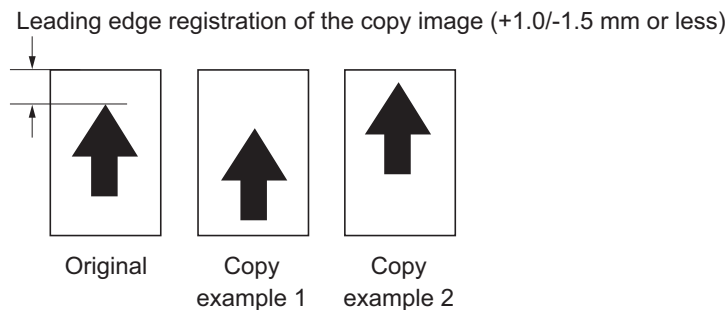 Leading edge registration of the copy image (+1.0/-1.5 mm or less)
Original
Copy
example 1
Copy
example 2